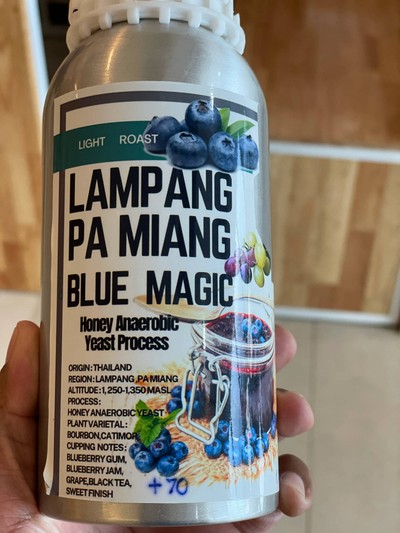 LIGHT ROAST
LAMPANG
PA MIANG
BLUE MAGIC
Honey Anaerobic
Yeast Process
ORIGIN : THAILAND
REGION : LAMPANG ,PA MIANG
ALTITUDE : 1,250-1,350 MASL
PROCESS :
HONEY ANAEROBIC YEAST
PLANT VARIETAL :
BOURBON,CATIMOR
CUPPING NOTES :
BLUEBERRY GUM,
BLUEBERRY JAM,
GRAPE,BLACK TEA,
SWEET FINISH
+70